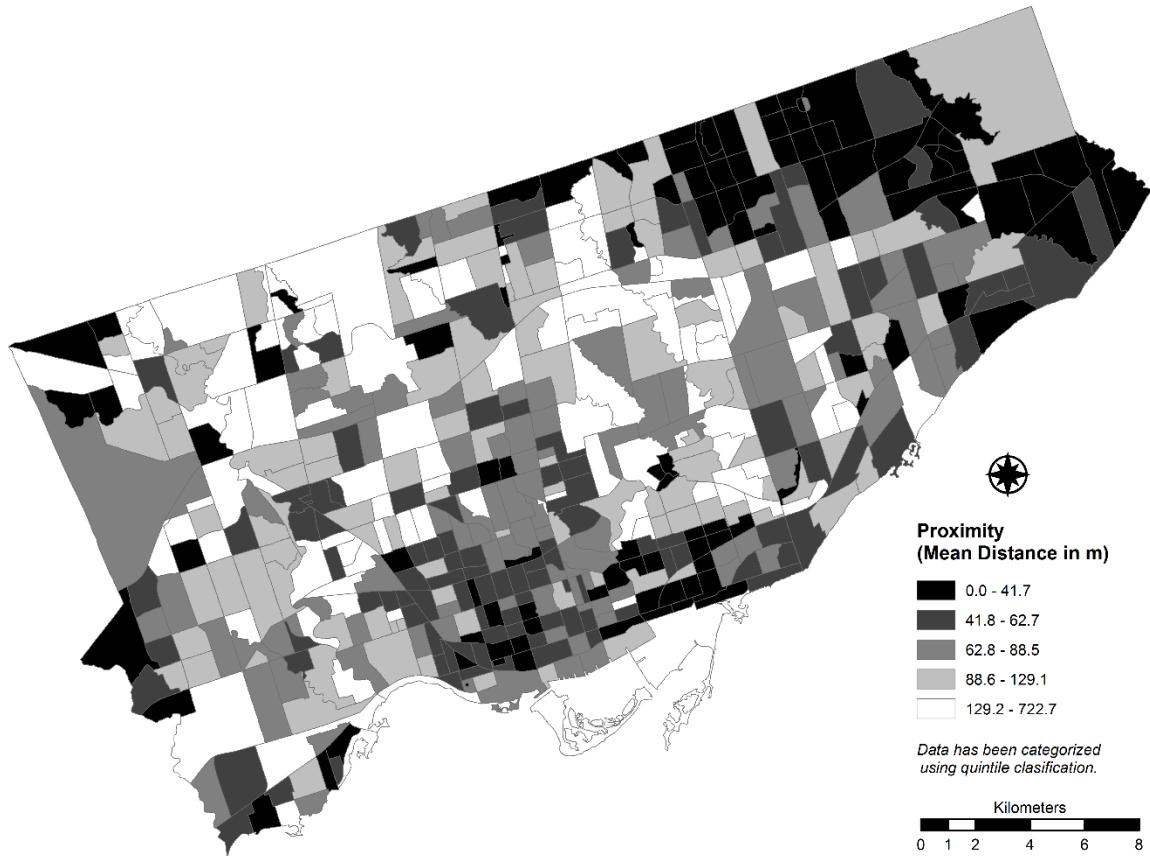 Proximity
(Mean Distance in m)
0.0 - 41.7
41.8 - 62.7
62.8 - 88.5
88.6 - 129.1
129.2 - 722.7
Data has been categorized
using quintile clasification.
Kilometers
0 1 2 4 6 8